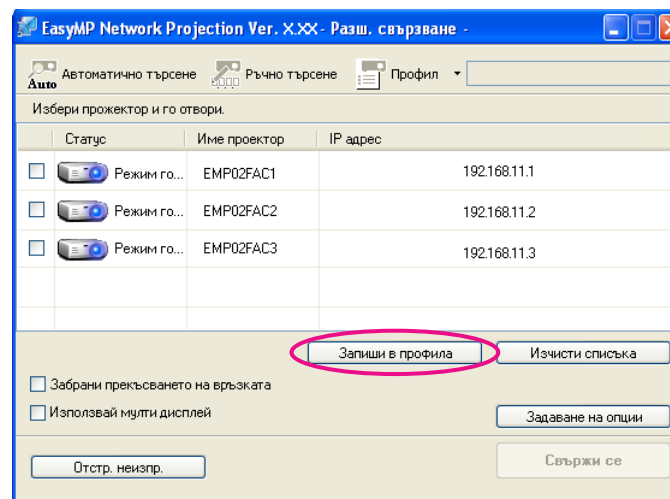 EasyMP Network Projection Ver. X.XX - Разш. свързване -
Auto Автоматично търсене Ръчно търсене Профил
Избери прожектор и го отвори.
Статус Име проектор IP адрес
Режим го... EMP02FAC1 192.168.11.1
Режим го... EMP02FAC2 192.168.11.2
Режим го... EMP02FAC3 192.168.11.3
Запиши в профила Изчисти списъка
Забрани прекъсването на връзката
Използвай мулти дисплей Задаване на опции
Отстр. неизпр. Свържи се